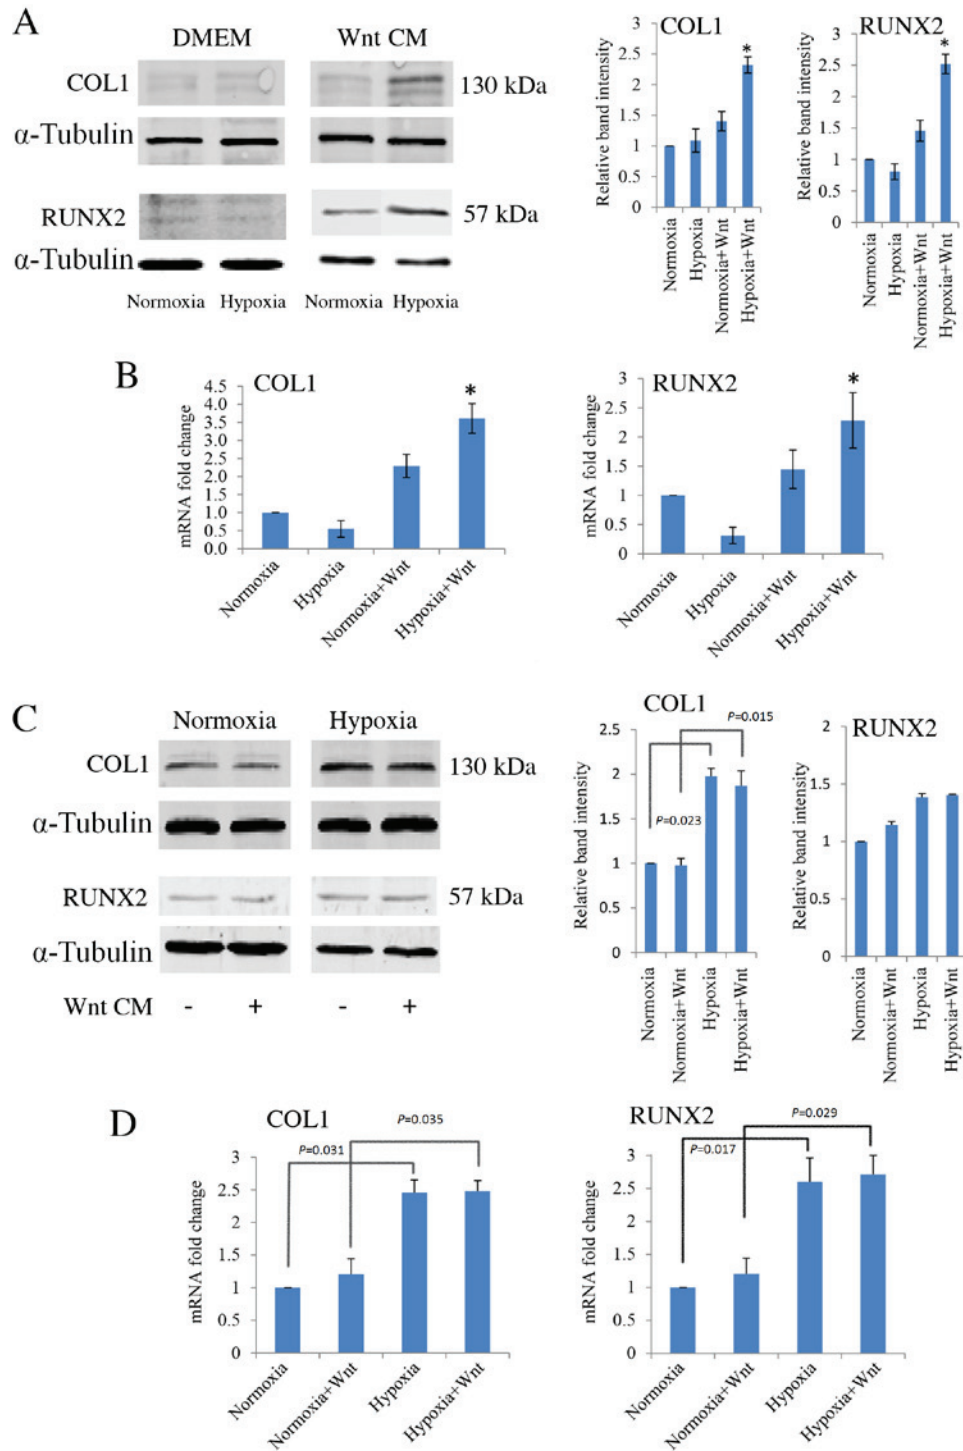 A
DMEM
Wnt CM
COL1
130 kDa
α-Tubulin
RUNX2
57 kDa
α-Tubulin
Normoxia Hypoxia Normoxia Hypoxia
COL1
Relative band intensity
3
2.5
2
1.5
1
0.5
0
Normoxia
Hypoxia
Normoxia+Wnt
Hypoxia+Wnt
*
RUNX2
Relative band intensity
3
2.5
2
1.5
1
0.5
0
Normoxia
Hypoxia
Normoxia+Wnt
Hypoxia+Wnt
*
B
COL1
mRNA fold change
4.5
4.0
3.5
3.0
2.5
2.0
1.5
1.0
0.5
0.0
Normoxia
Hypoxia
Normoxia+Wnt
Hypoxia+Wnt
*
RUNX2
mRNA fold change
3
2.5
2
1.5
1
0.5
0
Normoxia
Hypoxia
Normoxia+Wnt
Hypoxia+Wnt
*
C
Normoxia
Hypoxia
COL1
130 kDa
α-Tubulin
RUNX2
57 kDa
α-Tubulin
Wnt CM - + - +
COL1
P=0.015
P=0.023
Relative band intensity
2.5
2
1.5
1
0.5
0
Normoxia
Normoxia+Wnt
Hypoxia
Hypoxia+Wnt
RUNX2
Relative band intensity
2
1.5
1
0.5
0
Normoxia
Normoxia+Wnt
Hypoxia
Hypoxia+Wnt
D
COL1
P=0.035
P=0.031
mRNA fold change
3
2.5
2
1.5
1
0.5
0
Normoxia
Normoxia+Wnt
Hypoxia
Hypoxia+Wnt
RUNX2
P=0.029
P=0.017
mRNA fold change
3
2.5
2
1.5
1
0.5
0
Normoxia
Normoxia+Wnt
Hypoxia
Hypoxia+Wnt